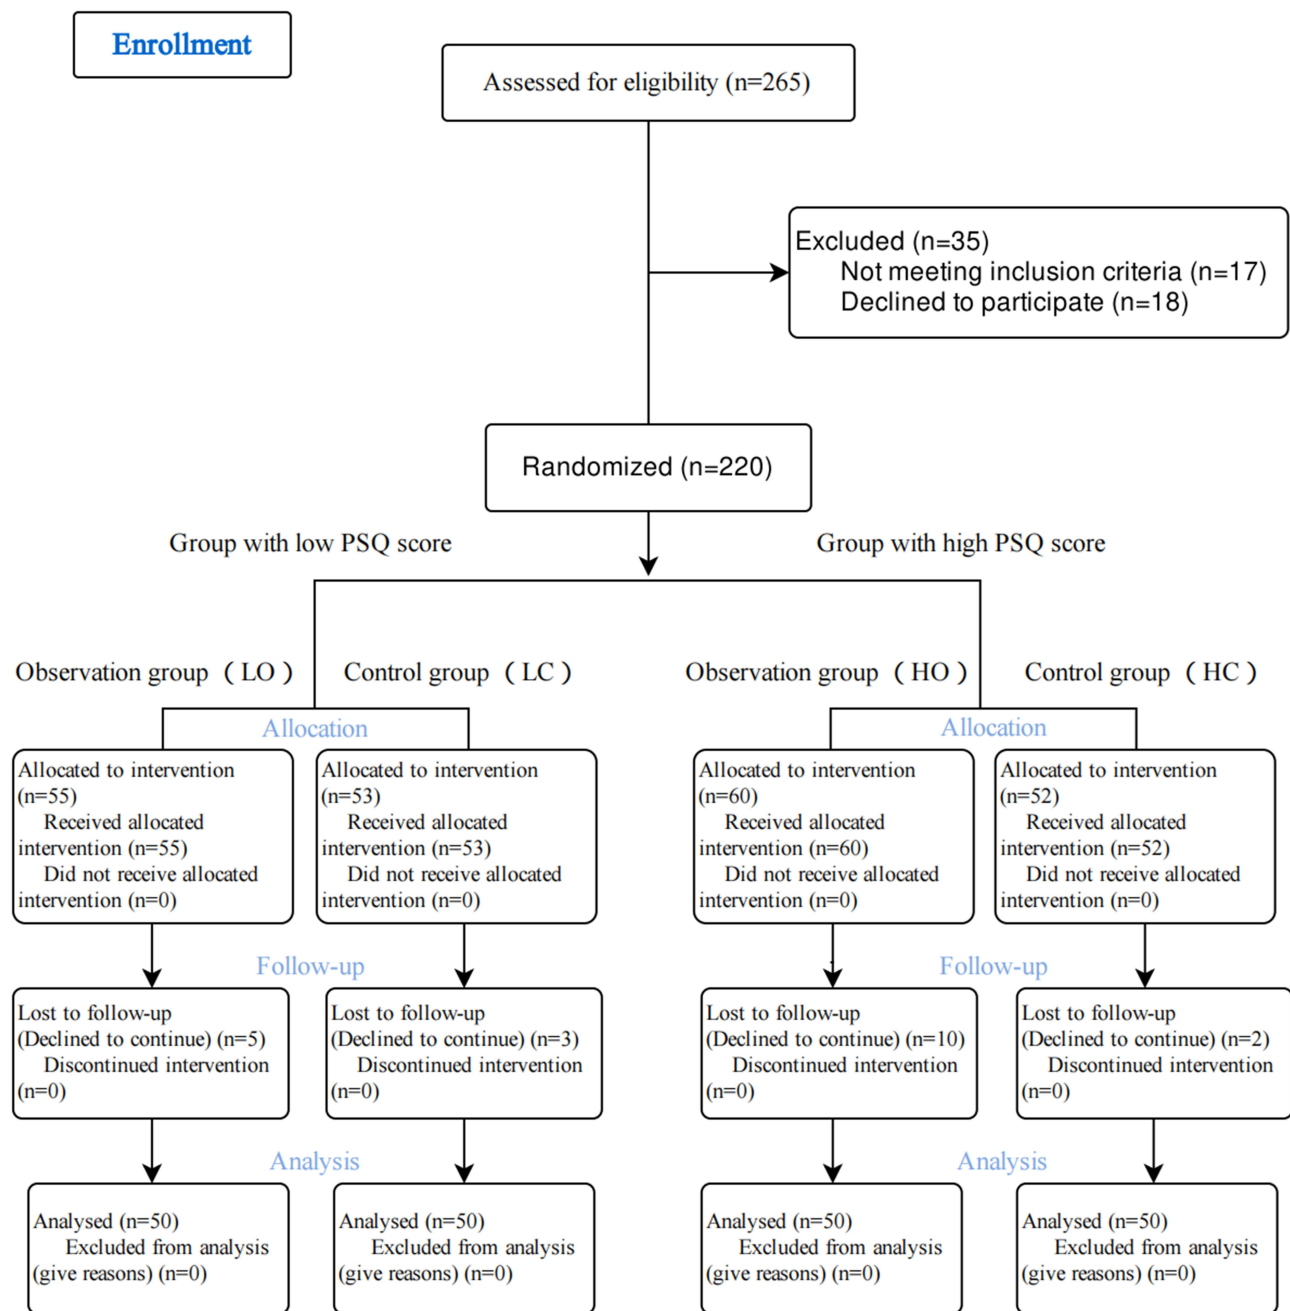 Enrollment
Assessed for eligibility (n=265)
Excluded (n=35)
Not meeting inclusion criteria (n=17)
Declined to participate (n=18)
Randomized (n=220)
Group with low PSQ score
Group with high PSQ score
Observation group （LO）
Control group （LC）
Observation group （HO）
Control group （HC）
Allocation
Allocation
Allocated to intervention
(n=55)
Received allocated
intervention (n=55)
Did not receive allocated
intervention (n=0)
Allocated to intervention
(n=53)
Received allocated
intervention (n=53)
Did not receive allocated
intervention (n=0)
Allocated to intervention
(n=60)
Received allocated
intervention (n=60)
Did not receive allocated
intervention (n=0)
Allocated to intervention
(n=52)
Received allocated
intervention (n=52)
Did not receive allocated
intervention (n=0)
Follow-up
Follow-up
Lost to follow-up
(Declined to continue) (n=5)
Discontinued intervention
(n=0)
Lost to follow-up
(Declined to continue) (n=3)
Discontinued intervention
(n=0)
Lost to follow-up
(Declined to continue) (n=10)
Discontinued intervention
(n=0)
Lost to follow-up
(Declined to continue) (n=2)
Discontinued intervention
(n=0)
Analysis
Analysis
Analysed (n=50)
Excluded from analysis
(give reasons) (n=0)
Analysed (n=50)
Excluded from analysis
(give reasons) (n=0)
Analysed (n=50)
Excluded from analysis
(give reasons) (n=0)
Analysed (n=50)
Excluded from analysis
(give reasons) (n=0)